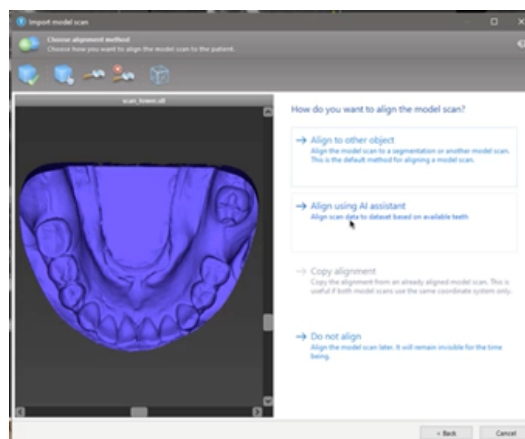 Import model scan
Choose alignment method
Choose how you want to align the model scan to the patient.
scan_lower.stl
How do you want to align the model scan?
→ Align to other object
Align the model scan to a segmentation or another model scan.
This is the default method for aligning a model scan.
→ Align using AI assistant
Align scan data to dataset based on available teeth
→ Copy alignment
Copy the alignment from an already aligned model scan. This is
useful if both model scans use the same coordinate system only.
→ Do not align
Align the model scan later. It will remain invisible for the time
being.
< Back
Cancel